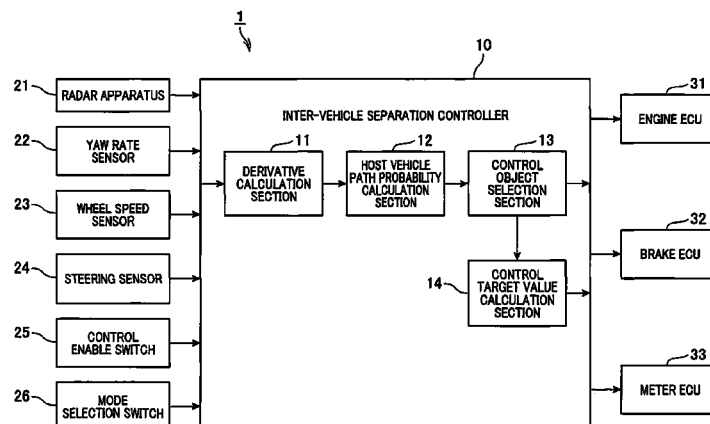 1
10
21
RADAR APPARATUS
22
YAW RATE
SENSOR
23
WHEEL SPEED
SENSOR
24
STEERING SENSOR
25
CONTROL
ENABLE SWITCH
26
MODE
SELECTION SWITCH
INTER-VEHICLE SEPARATION CONTROLLER
11
DERIVATIVE
CALCULATION
SECTION
12
HOST VEHICLE
PATH PROBABILITY
CALCULATION
SECTION
13
CONTROL
OBJECT
SELECTION
SECTION
14
CONTROL
TARGET VALUE
CALCULATION
SECTION
31
ENGINE ECU
32
BRAKE ECU
33
METER ECU